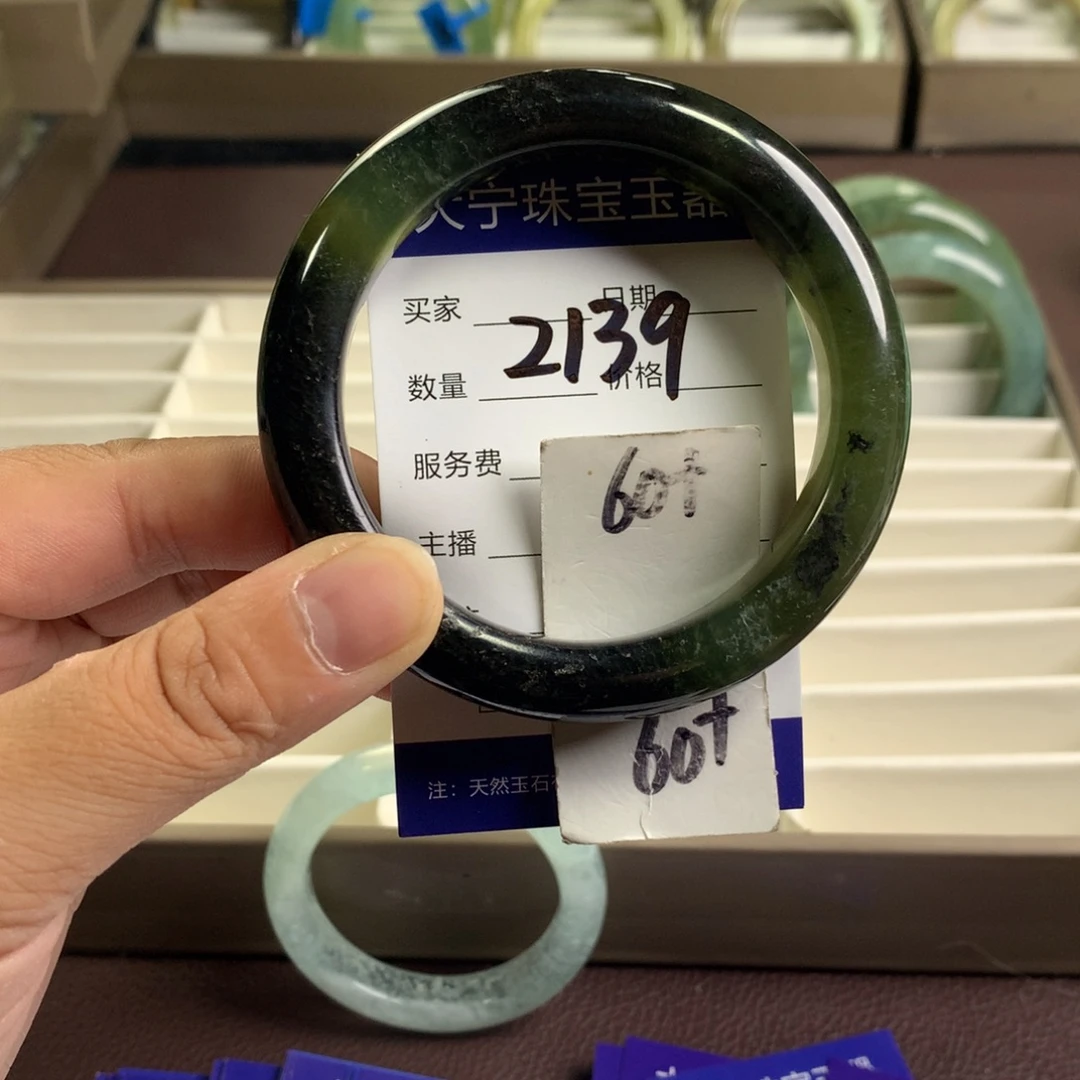 天宁珠宝玉器
买家 日期
2139
数量 价格
服务费
60+
主播
60+
注：天然玉石